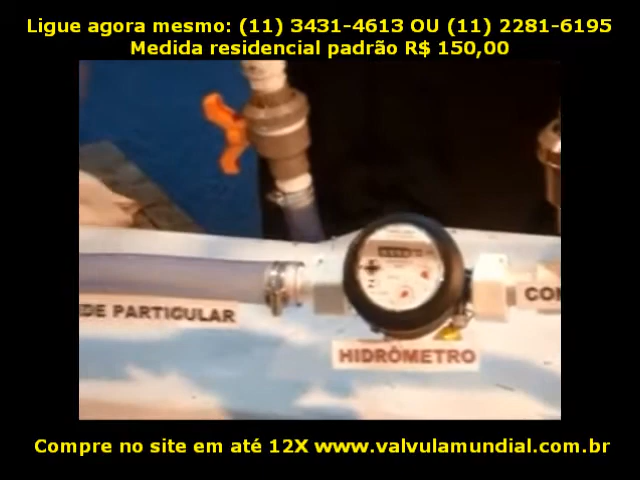 Ligue agora mesmo: (11) 3431-4613 OU (11) 2281-6195
Medida residencial padrão R$ 150,00
DE PARTICULAR
HIDRÔMETRO
CON
Compre no site em até 12X www.valvulamundial.com.br